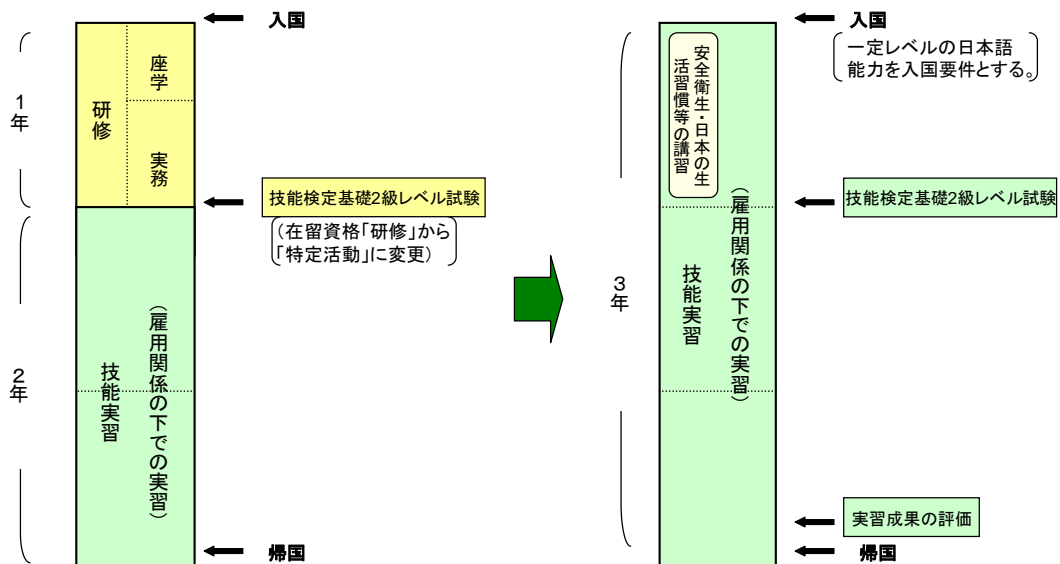 入国
1年
研修
座学
実務
技能検定基礎2級レベル試験
(在留資格「研修」から
「特定活動」に変更)
2年
技能実習
(雇用関係の下での実習)
帰国
入国
一定レベルの日本語
能力を入国要件とする。
3年
安全衛生・日本の生
活習慣等の講習
技能検定基礎2級レベル試験
技能実習
(雇用関係の下での実習)
実習成果の評価
帰国